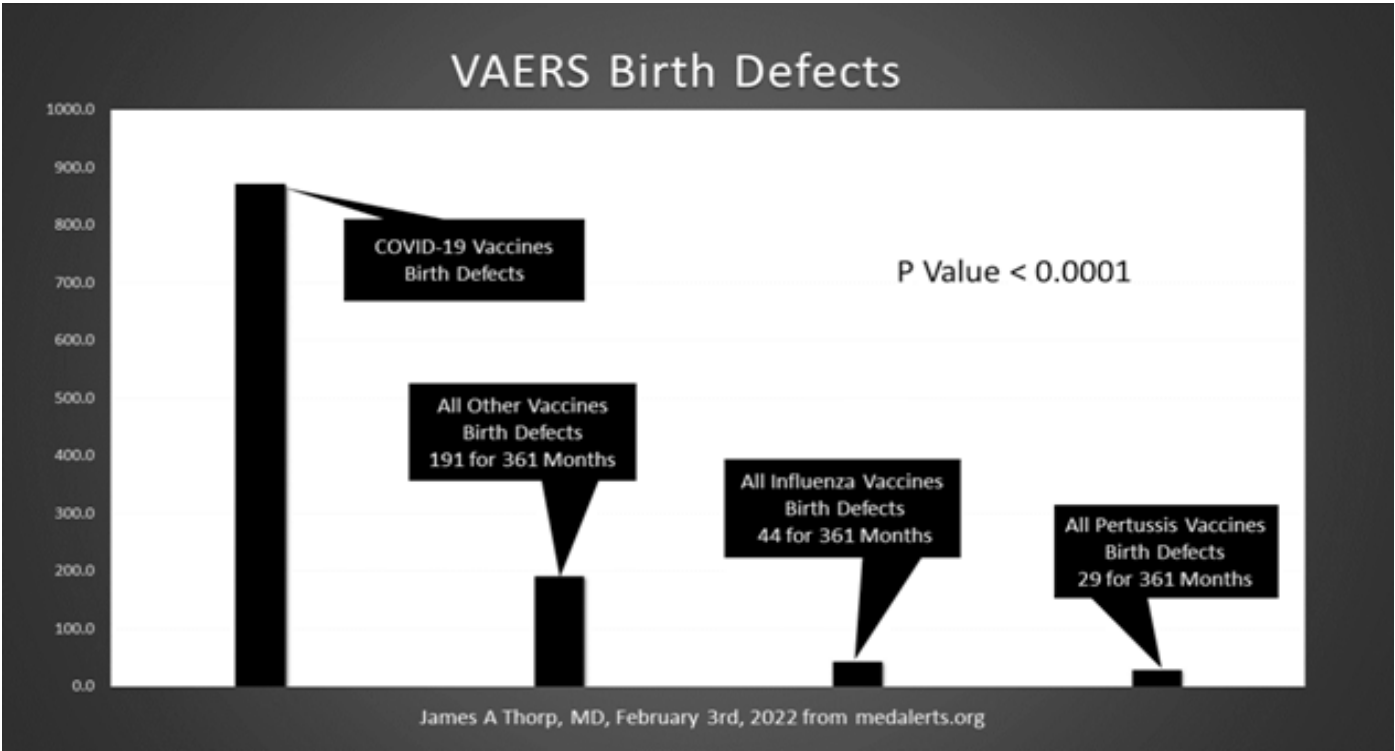 VAERS Birth Defects
1000.0
900.0
800.0
700.0
600.0
500.0
400.0
300.0
200.0
100.0
0.0
COVID-19 Vaccines
Birth Defects
P Value < 0.0001
All Other Vaccines
Birth Defects
191 for 361 Months
All Influenza Vaccines
Birth Defects
44 for 361 Months
All Pertussis Vaccines
Birth Defects
29 for 361 Months
James A Thorp, MD, February 3rd, 2022 from medalerts.org